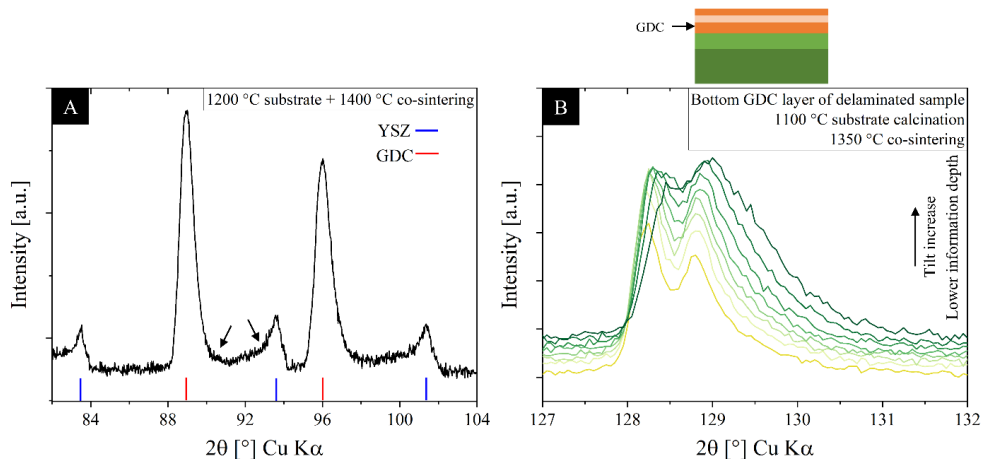 GDC
A
1200 °C substrate + 1400 °C co-sintering
YSZ
GDC
Intensity [a.u.]
84 88 92 96 100 104
2θ [°] Cu Kα
B
Bottom GDC layer of delaminated sample
1100 °C substrate calcination
1350 °C co-sintering
Intensity [a.u.]
Tilt increase
Lower information depth
127 128 129 130 131 132
2θ [°] Cu Kα